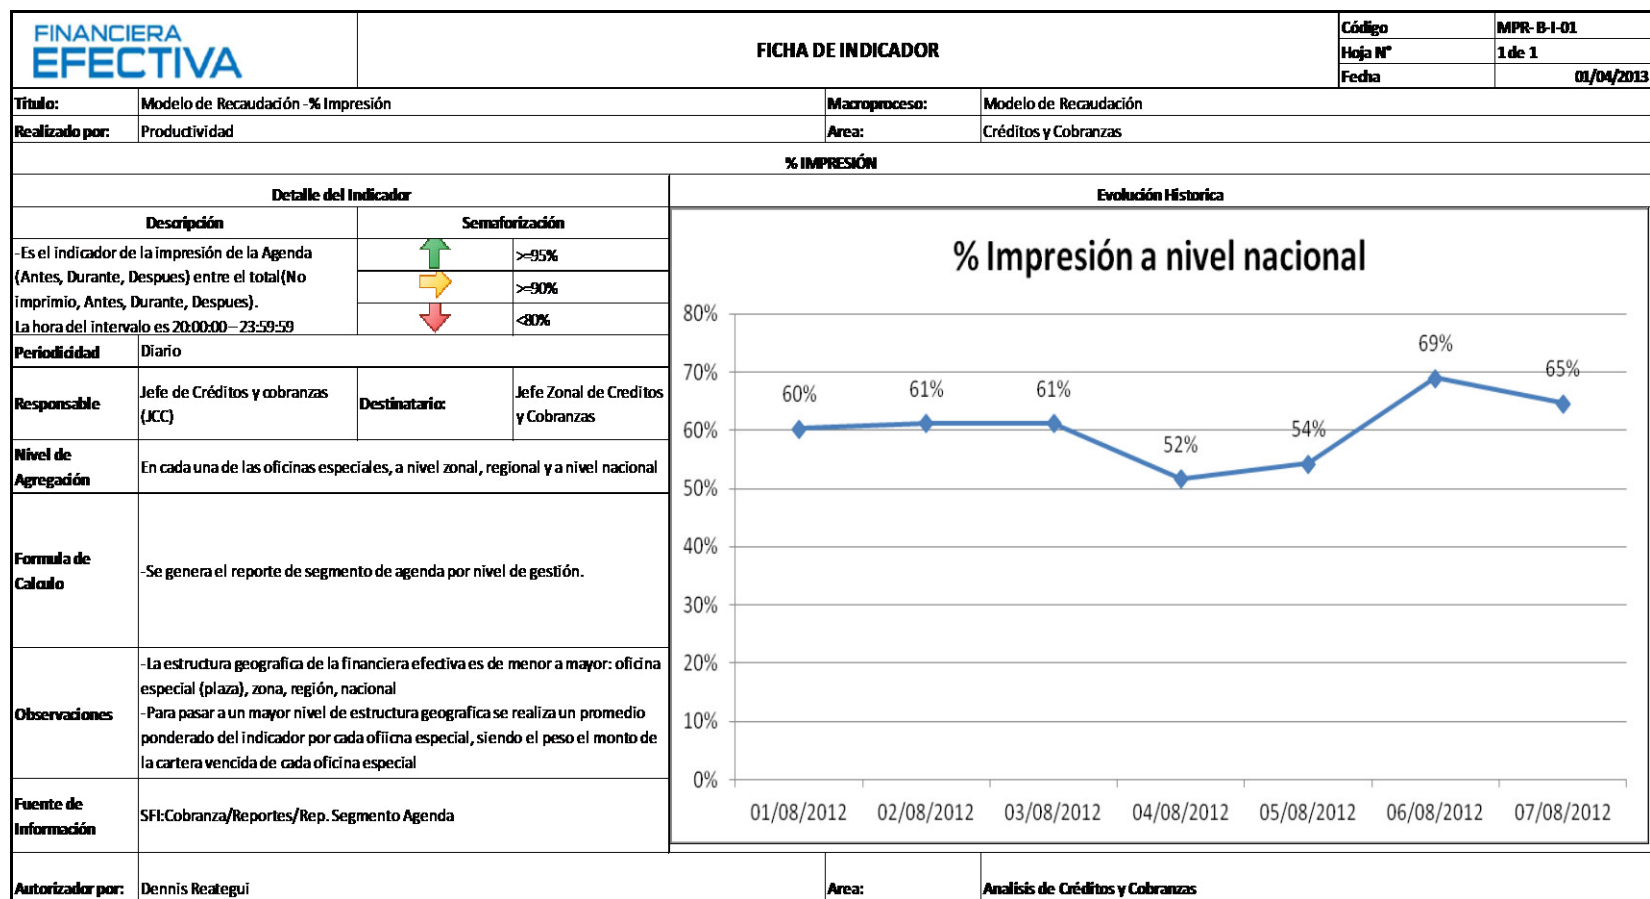 FINANCIERA
EFECTIVA
FICHA DE INDICADOR
Código MPR-B-I-01
Hoja N° 1 de 1
Fecha 01/04/2013
Título: Modelo de Recaudación -% Impresión Macroproceso: Modelo de Recaudación
Realizado por: Productividad Area: Créditos y Cobranzas
% IMPRESIÓN
Detalle del Indicador Evolución Historica
Descripción Semaforización
-Es el indicador de la impresión de la Agenda
(Antes, Durante, Despues) entre el total(No
imprimio, Antes, Durante, Despues).
La hora del intervalo es 20:00:00 – 23:59:59
>=95%
>=90%
<80%
Periodicidad Diario
Responsable
Jefe de Créditos y cobranzas
(JCC)
Destinatario:
Jefe Zonal de Creditos
y Cobranzas
Nivel de
Agregación
En cada una de las oficinas especiales, a nivel zonal, regional y a nivel nacional
Formula de
Calculo
-Se genera el reporte de segmento de agenda por nivel de gestión.
Observaciones
-La estructura geografica de la financiera efectiva es de menor a mayor: oficina
especial (plaza), zona, región, nacional
-Para pasar a un mayor nivel de estructura geografica se realiza un promedio
ponderado del indicador por cada ofiicna especial, siendo el peso el monto de
la cartera vencida de cada oficina especial
Fuente de
Información
SFI:Cobranza/Reportes/Rep. Segmento Agenda
% Impresión a nivel nacional
80%
70%
60%
50%
40%
30%
20%
10%
0%
60%
61%
61%
52%
54%
69%
65%
01/08/2012 02/08/2012 03/08/2012 04/08/2012 05/08/2012 06/08/2012 07/08/2012
Autorizador por: Dennis Reategui Area: Analisis de Créditos y Cobranzas